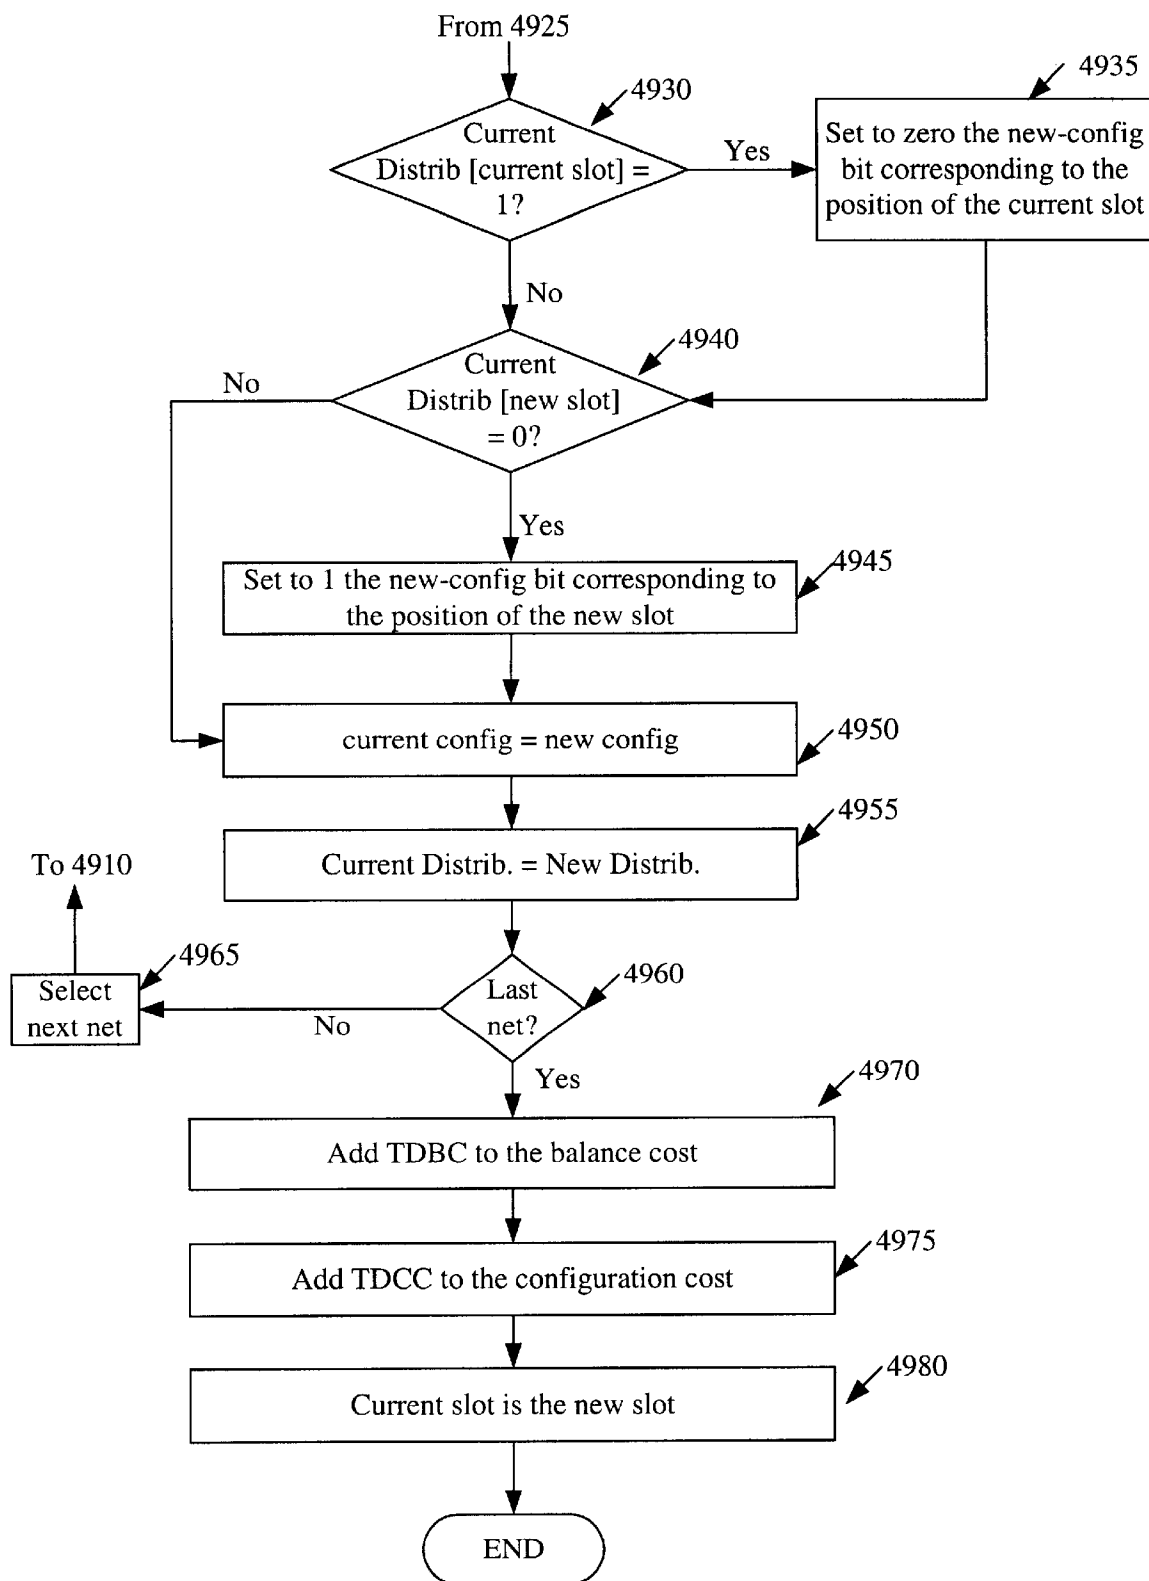 From 4925
4930
4935
Current
Distrib [current slot] =
1?
Yes
Set to zero the new-config
bit corresponding to the
position of the current slot
No
4940
Current
Distrib [new slot]
= 0?
No
Yes
4945
Set to 1 the new-config bit corresponding to
the position of the new slot
4950
current config = new config
4955
Current Distrib. = New Distrib.
To 4910
4965
Select
next net
No
4960
Last
net?
Yes
4970
Add TDBC to the balance cost
4975
Add TDCC to the configuration cost
4980
Current slot is the new slot
END